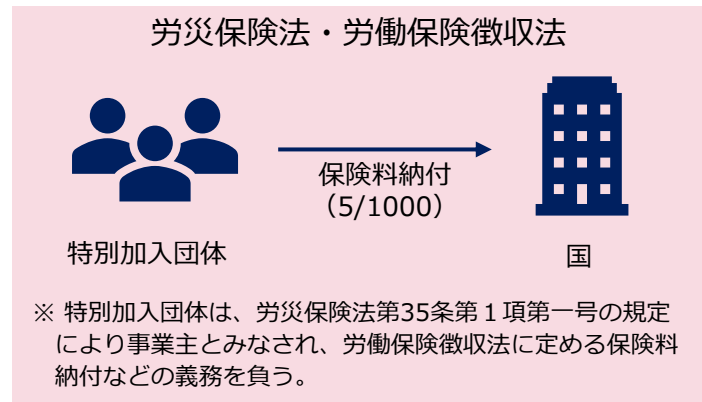 労災保険法・労働保険徴収法
保険料納付
（5/1000）
特別加入団体
国
※ 特別加入団体は、労災保険法第35条第１項第一号の規定
により事業主とみなされ、労働保険徴収法に定める保険料
納付などの義務を負う。